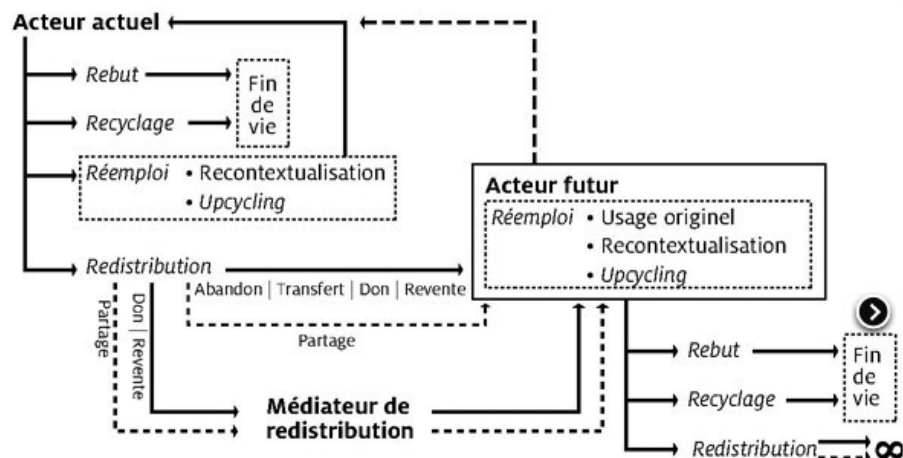 Acteur actuel
Rebut
Fin
de
vie
Recyclage
Réemploi • Recontextualisation
• Upcycling
Redistribution
Abandon | Transfert | Don | Revente
Partage
Don | Revente
Partage
Médiateur de
redistribution
Acteur futur
Réemploi • Usage originel
• Recontextualisation
• Upcycling
Rebut
Fin
de
vie
Recyclage
Redistribution
∞